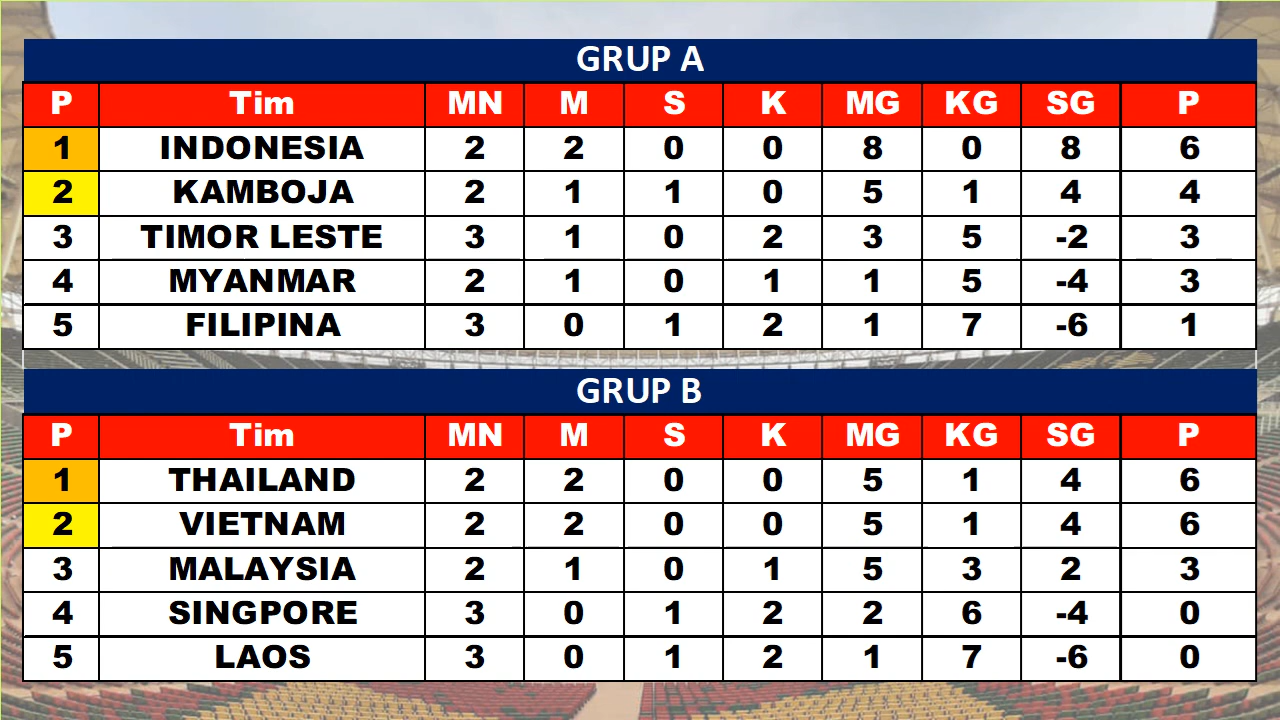 GRUP A
P Tim MN M S K MG KG SG P
1 INDONESIA 2 2 0 0 8 0 8 6
2 KAMBOJA 2 1 1 0 5 1 4 4
3 TIMOR LESTE 3 1 0 2 3 5 -2 3
4 MYANMAR 2 1 0 1 1 5 -4 3
5 FILIPINA 3 0 1 2 1 7 -6 1
GRUP B
P Tim MN M S K MG KG SG P
1 THAILAND 2 2 0 0 5 1 4 6
2 VIETNAM 2 2 0 0 5 1 4 6
3 MALAYSIA 2 1 0 1 5 3 2 3
4 SINGPORE 3 0 1 2 2 6 -4 0
5 LAOS 3 0 1 2 1 7 -6 0